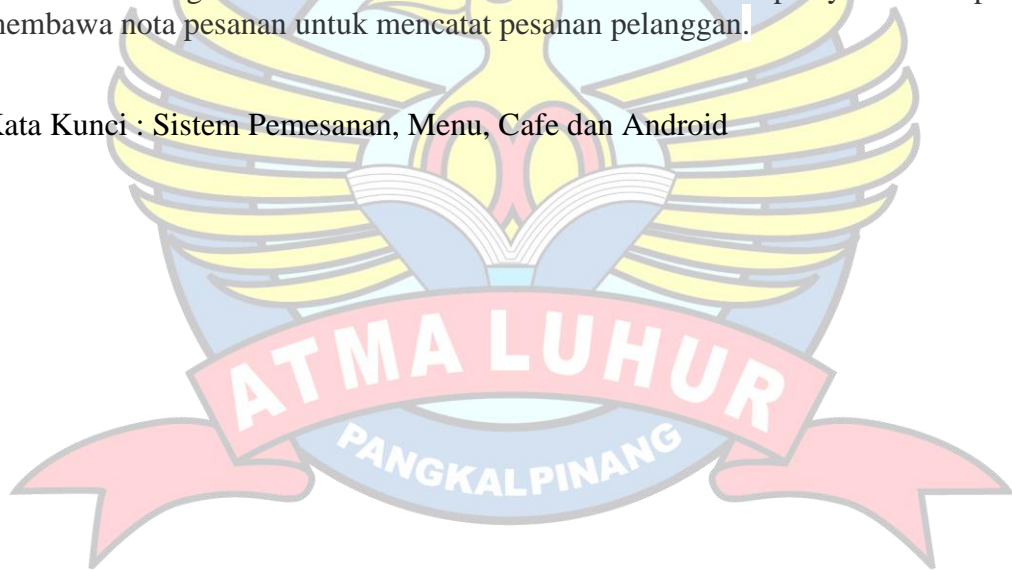 membawa nota pesanan untuk mencatat pesanan pelanggan.
Kata Kunci : Sistem Pemesanan, Menu, Cafe dan Android
ATMA LUHUR
PANGKALPINANG